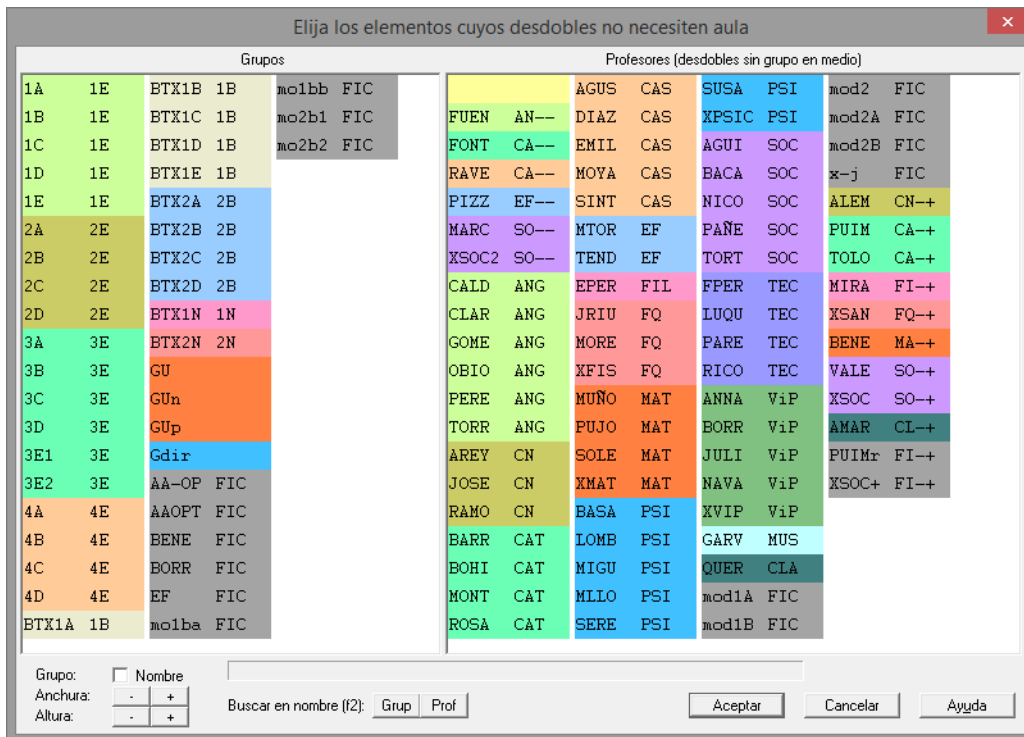 Elija los elementos cuyos desdobles no necesiten aula
Grupos
Profesores (desdobles sin grupo en medio)
1A 1E BTX1B 1B mo1bb FIC AGUS CAS SUSA PSI mod2 FIC
1B 1E BTX1C 1B mo2b1 FIC FUEN AN-- DIAZ CAS XPSIC PSI mod2A FIC
1C 1E BTX1D 1B mo2b2 FIC FONT CA-- EMIL CAS AGUI SOC mod2B FIC
1D 1E BTX1E 1B RAVE CA-- MOYA CAS BACA SOC x-j FIC
1E 1E BTX2A 2B PIZZ EF-- SINT CAS NICO SOC ALEM CN-+
2A 2E BTX2B 2B MARC SO-- MTOR EF PAÑE SOC PUIM CA-+
2B 2E BTX2C 2B XSOC2 SO-- TEND EF TORT SOC TOLO CA-+
2C 2E BTX2D 2B CALD ANG EPER FIL FPER TEC MIRA FI-+
2D 2E BTX1N 1N CLAR ANG JRIU FQ LUQU TEC XSAN FQ-+
3A 3E BTX2N 2N GOME ANG MORE FQ PARE TEC BENE MA-+
3B 3E GU OBIO ANG XFIS FQ RICO TEC VALE SO-+
3C 3E GUn PERE ANG MUÑO MAT ANNA ViP XSOC SO-+
3D 3E GUp TORR ANG PUJO MAT BORR ViP AMAR CL-+
3E1 3E Gdir AREY CN SOLE MAT JULI ViP PUIMr FI-+
3E2 3E AA-OP FIC JOSE CN XMAT MAT NAVA ViP XSOC+ FI-+
4A 4E AAOPT FIC RAMO CN BASA PSI XVIP ViP
4B 4E BENE FIC BARR CAT LOMB PSI GARV MUS
4C 4E BORR FIC BOHI CAT MIGU PSI QUER CLA
4D 4E EF FIC MONT CAT MLLO PSI mod1A FIC
BTX1A 1B mo1ba FIC ROSA CAT SERE PSI mod1B FIC
Grupo: Nombre
Anchura: - +
Altura: - +
Buscar en nombre (f2): Grup Prof
Aceptar Cancelar Ayuda